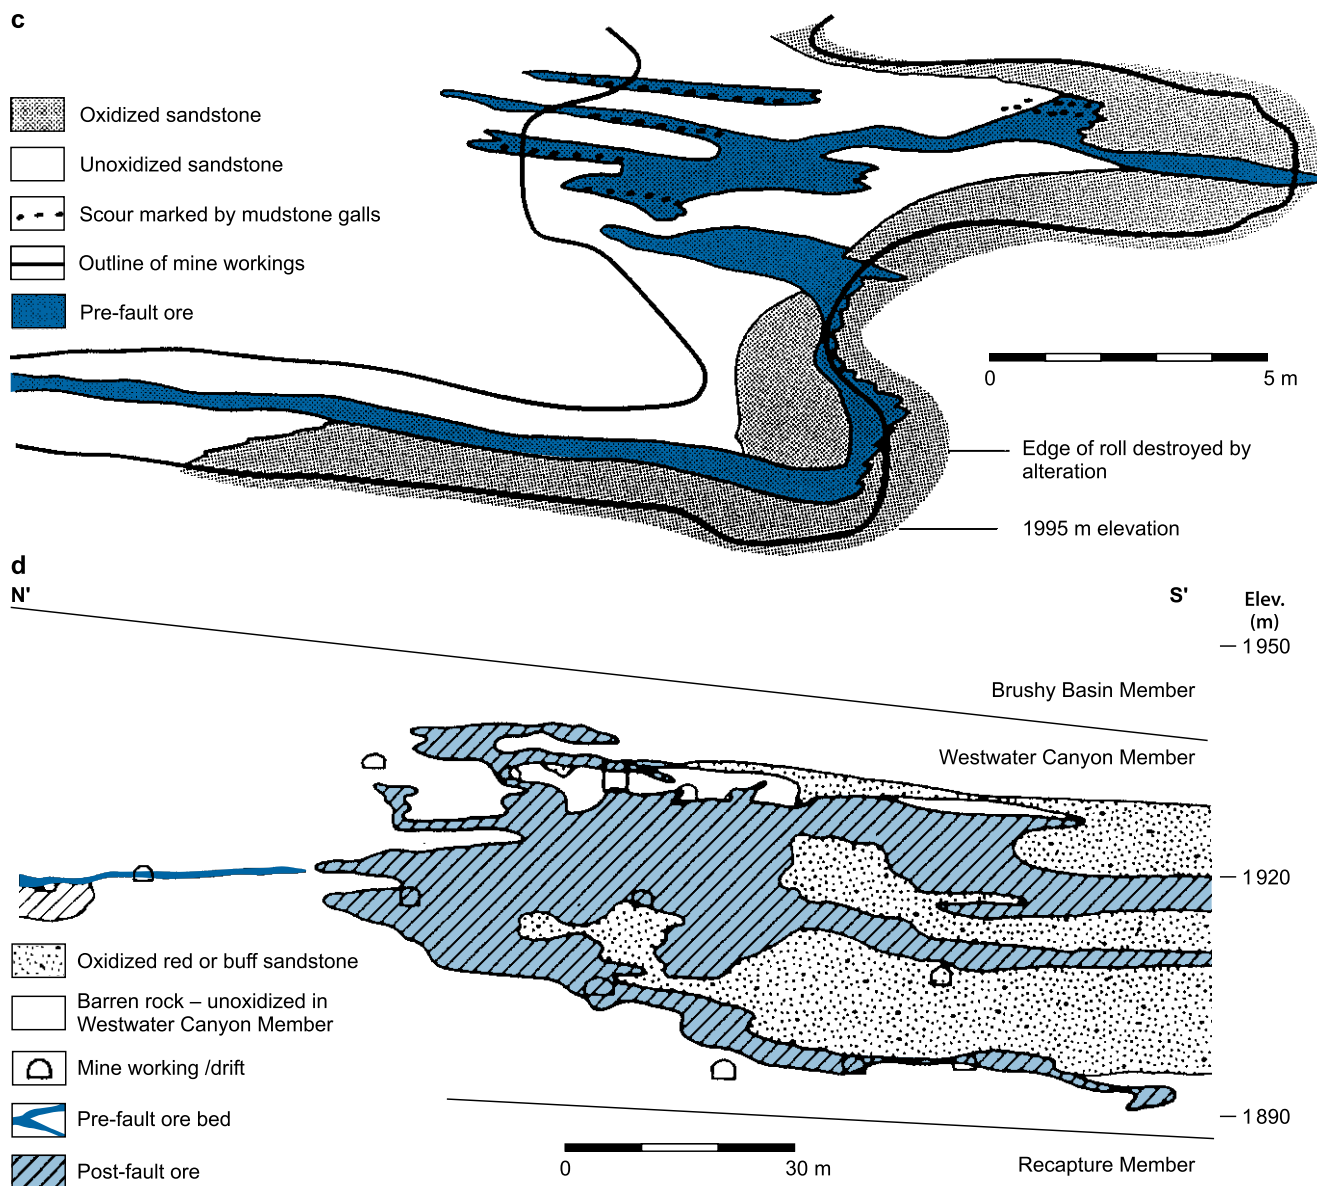 c
Oxidized sandstone
Unoxidized sandstone
Scour marked by mudstone galls
Outline of mine workings
Pre-fault ore
0 5 m
Edge of roll destroyed by
alteration
1995 m elevation
d
N' S' Elev.
(m)
1950
Brushy Basin Member
Westwater Canyon Member
1920
Oxidized red or buff sandstone
Barren rock – unoxidized in
Westwater Canyon Member
Mine working /drift
Pre-fault ore bed
1890
Post-fault ore
0 30 m
Recapture Member